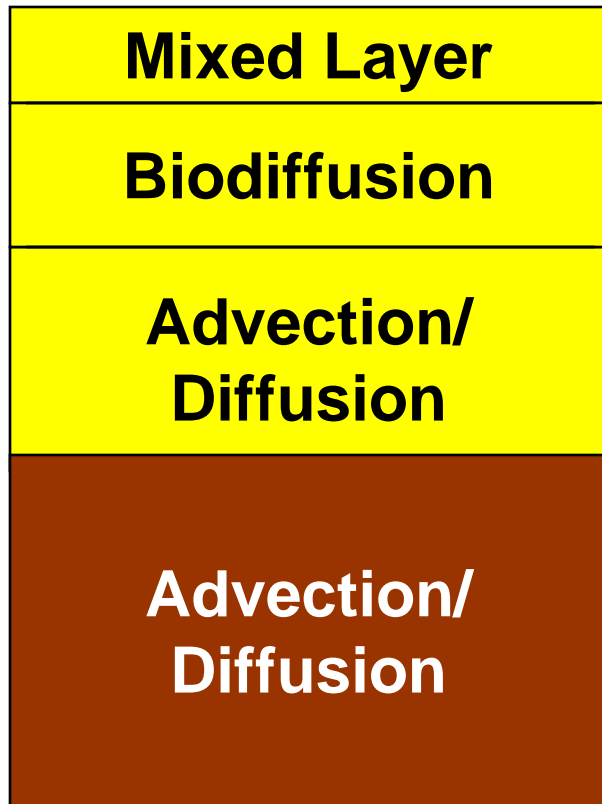 Mixed Layer
Biodiffusion
Advection/
Diffusion
Advection/
Diffusion